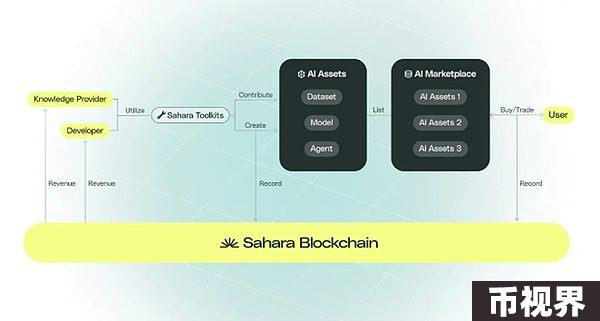 Knowledge Provider
Developer
Utilize
Sahara Toolkits
Contribute
Create
AI Assets
Dataset
Model
Agent
List
AI Marketplace
AI Assets 1
AI Assets 2
AI Assets 3
Buy/Trade
User
Revenue
Revenue
Record
Record
Sahara Blockchain
币视界